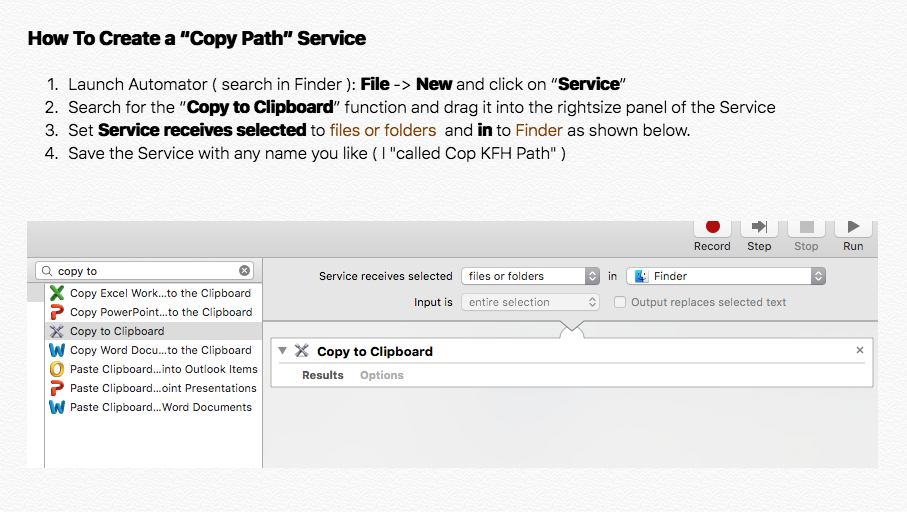 How To Create a “Copy Path” Service
1. Launch Automator ( search in Finder ): File -> New and click on “Service”
2. Search for the “Copy to Clipboard” function and drag it into the rightsize panel of the Service
3. Set Service receives selected to files or folders and in to Finder as shown below.
4. Save the Service with any name you like ( I "called Cop KFH Path" )
Record Step Stop Run
copy to
Service receives selected files or folders in Finder
Input is entire selection Output replaces selected text
Copy Excel Work...to the Clipboard
Copy PowerPoint...to the Clipboard
Copy to Clipboard
Copy Word Docu...to the Clipboard
Paste Clipboard...into Outlook Items
Paste Clipboard...oint Presentations
Paste Clipboard...Word Documents
Copy to Clipboard
Results Options